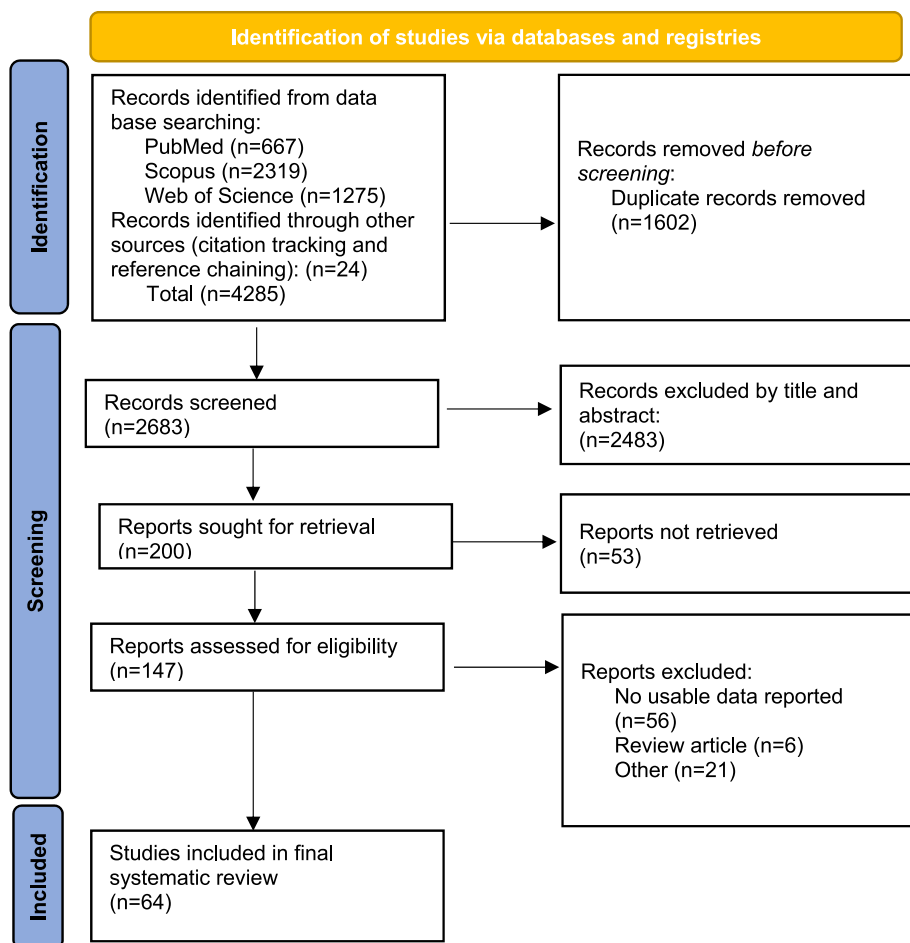 Identification of studies via databases and registries
Identification
Records identified from data
base searching:
PubMed (n=667)
Scopus (n=2319)
Web of Science (n=1275)
Records identified through other
sources (citation tracking and
reference chaining): (n=24)
Total (n=4285)
Records removed before
screening:
Duplicate records removed
(n=1602)
Screening
Records screened
(n=2683)
Records excluded by title and
abstract:
(n=2483)
Reports sought for retrieval
(n=200)
Reports not retrieved
(n=53)
Reports assessed for eligibility
(n=147)
Reports excluded:
No usable data reported
(n=56)
Review article (n=6)
Other (n=21)
Included
Studies included in final
systematic review
(n=64)